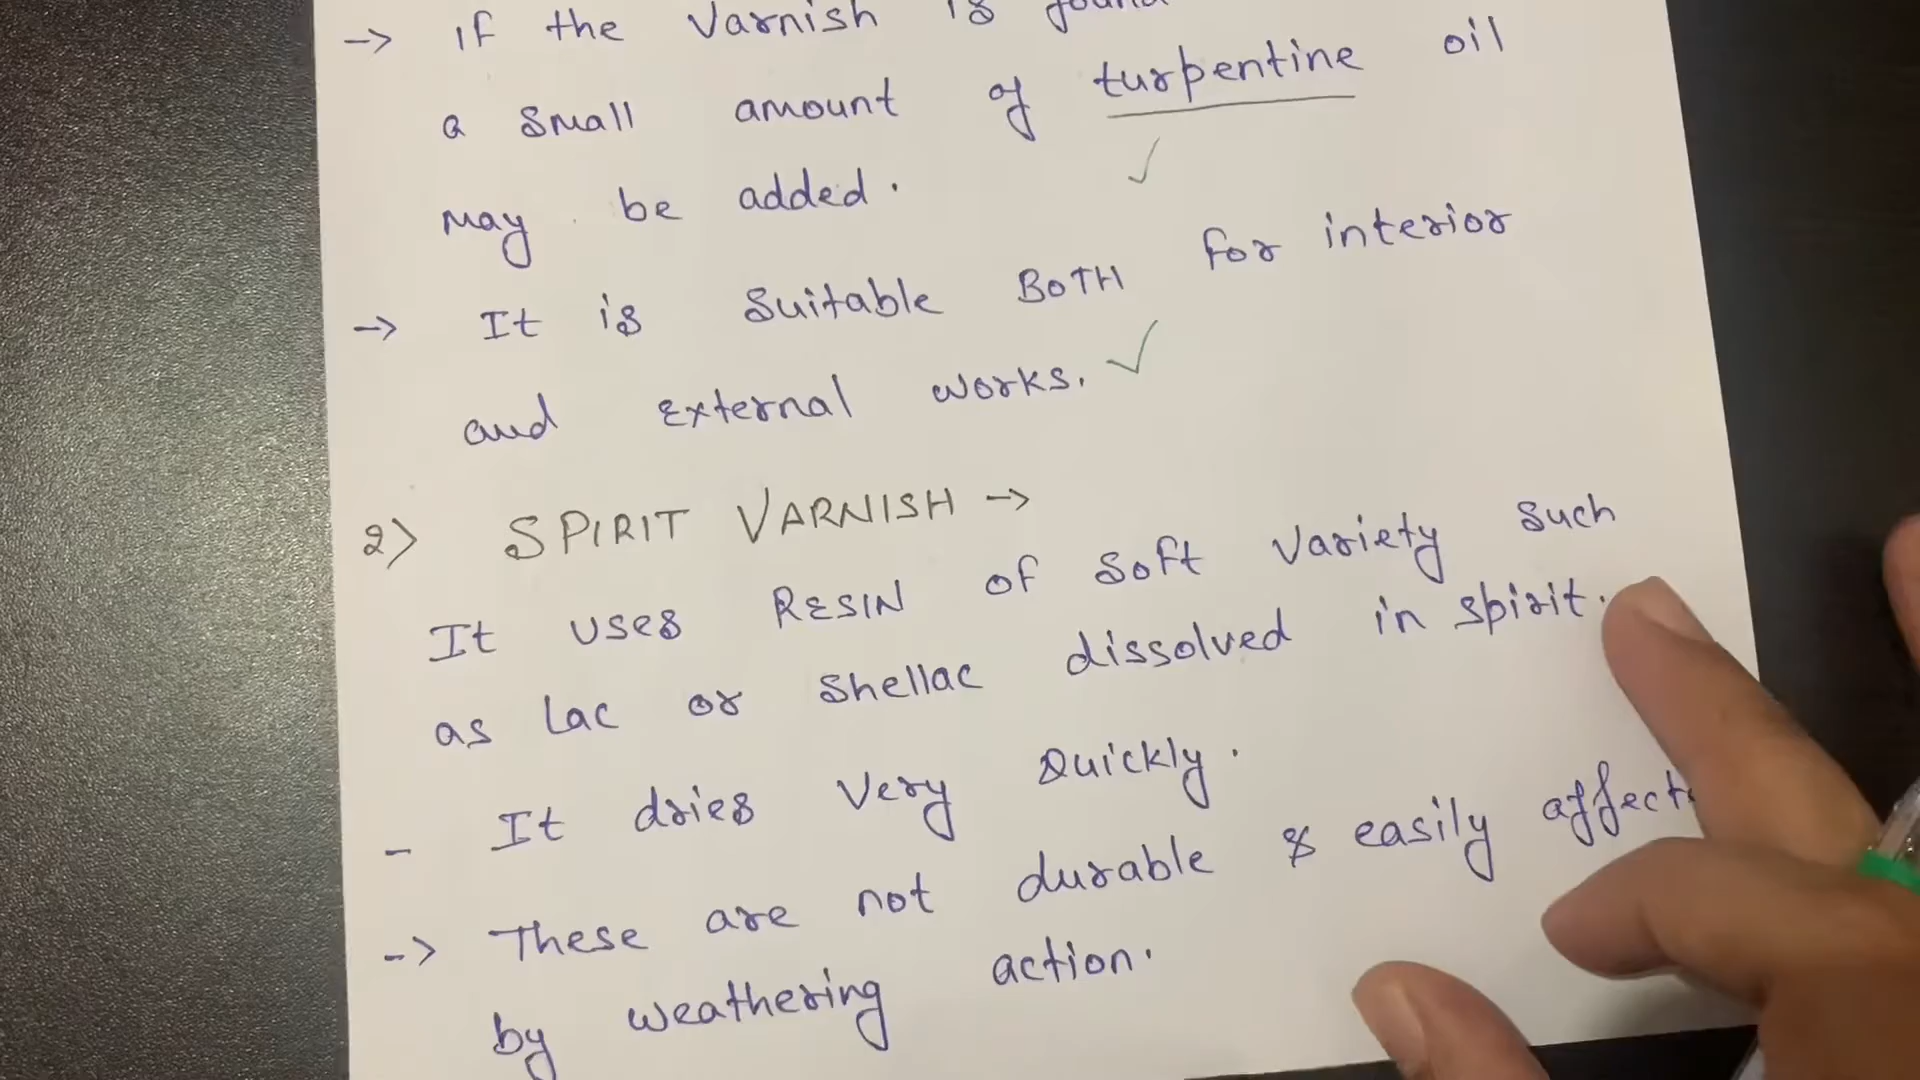 -> If the Varnish is found
a small amount of turpentine oil
may be added.
-> It is suitable BOTH for interior
and External works.
2) SPIRIT VARNISH ->
It uses RESIN of soft variety such
as Lac or Shellac dissolved in spirit.
- It dries very Quickly.
-> These are not durable & easily affect
by weathering action.